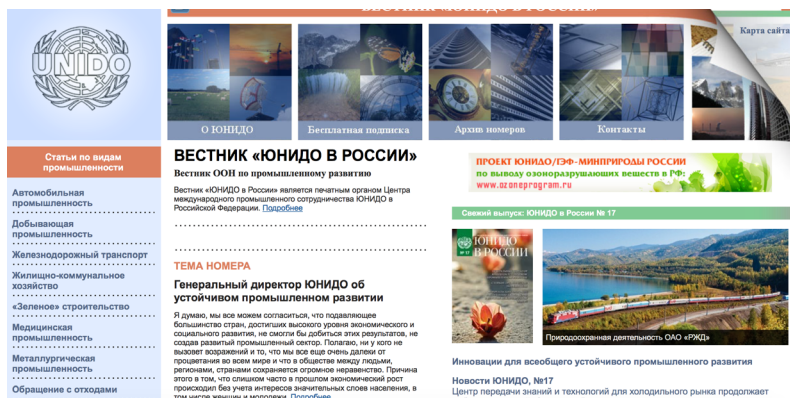 ВЕСТНИК «ЮНИДО В РОССИИ»
UNIDO
О ЮНИДО
Бесплатная подписка
Архив номеров
Контакты
Карта сайта
Статьи по видам
промышленности
Автомобильная
промышленность
Добывающая
промышленность
Железнодорожный транспорт
Жилищно-коммунальное
хозяйство
«Зеленое» строительство
Медицинская
промышленность
Металлургическая
промышленность
Обращение с отходами
ВЕСТНИК «ЮНИДО В РОССИИ»
Вестник ООН по промышленному развитию
Вестник «ЮНИДО в России» является печатным органом Центра
международного промышленного сотрудничества ЮНИДО в
Российской Федерации. Подробнее
ТЕМА НОМЕРА
Генеральный директор ЮНИДО об
устойчивом промышленном развитии
Я думаю, мы все можем согласиться, что подавляющее
большинство стран, достигших высокого уровня экономического и
социального развития, не смогли бы добиться этих результатов, не
создав развитый промышленный сектор. Полагаю, ни у кого не
вызовет возражений и то, что мы все еще очень далеки от
процветания во всем мире и что в обществе между людьми,
регионами, странами сохраняется огромное неравенство. Причина
этого в том, что слишком часто в прошлом экономический рост
происходил без учета интересов значительных слоев населения, в
том числе женщин и молодежи. Подробнее
ПРОЕКТ ЮНИДО/ГЭФ-МИНПРИРОДЫ РОССИИ
по выводу озоноразрушающих веществ в РФ:
www.ozoneprogram.ru
Свежий выпуск: ЮНИДО в России № 17
№ 17
ЮНИДО
В РОССИИ
Природоохранная деятельность ОАО «РЖД»
Инновации для всеобщего устойчивого промышленного развития
Новости ЮНИДО, №17
Центр передачи знаний и технологий для холодильного рынка продолжает